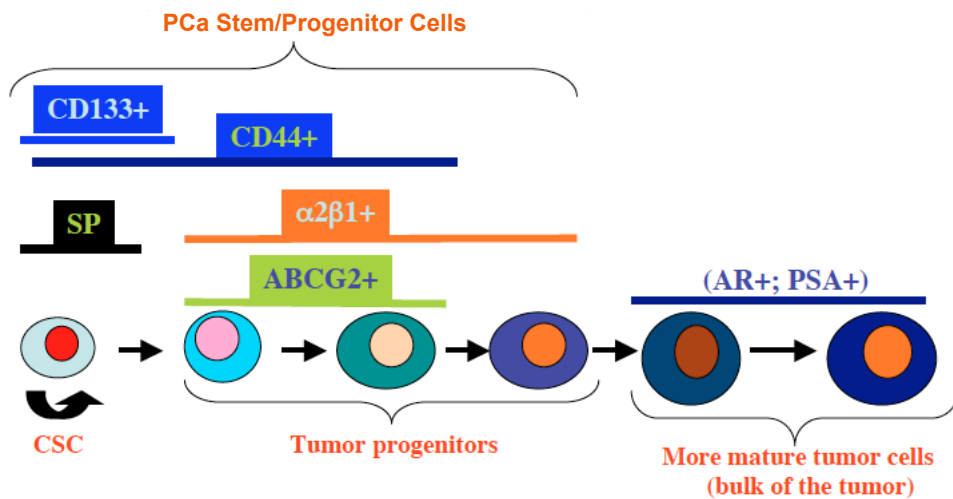 PCa Stem/Progenitor Cells
CD133+
CD44+
SP
α2β1+
ABCG2+
(AR+; PSA+)
CSC
Tumor progenitors
More mature tumor cells
(bulk of the tumor)